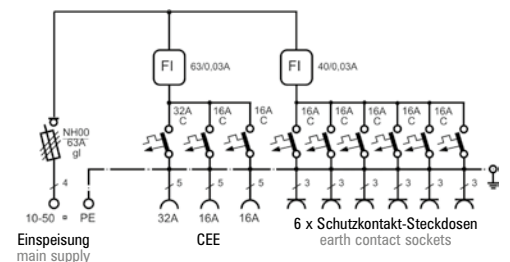 FI 63/0,03A FI 40/0,03A
32A C 16A C 16A C 16A C 16A C 16A C 16A C 16A C 16A C
NH00
63A
gl
4 5 5 5 3 3 3 3 3 3
10-50 PE 32A 16A 16A
Einspeisung CEE 6 x Schutzkontakt-Steckdosen
main supply earth contact sockets